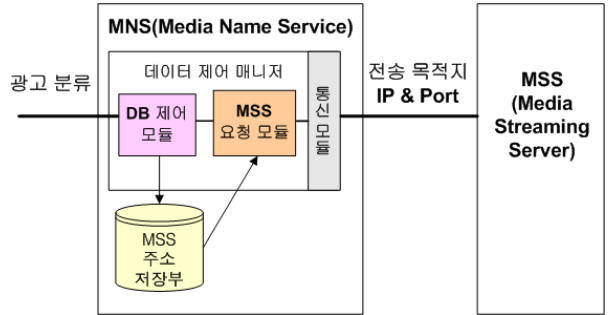 MNS(Media Name Service)
데이터 제어 매니저
광고 분류
DB 제어
모듈
MSS
요청 모듈
통
신
모
듈
전송 목적지
IP & Port
MSS
(Media
Streaming
Server)
MSS
주소
저장부